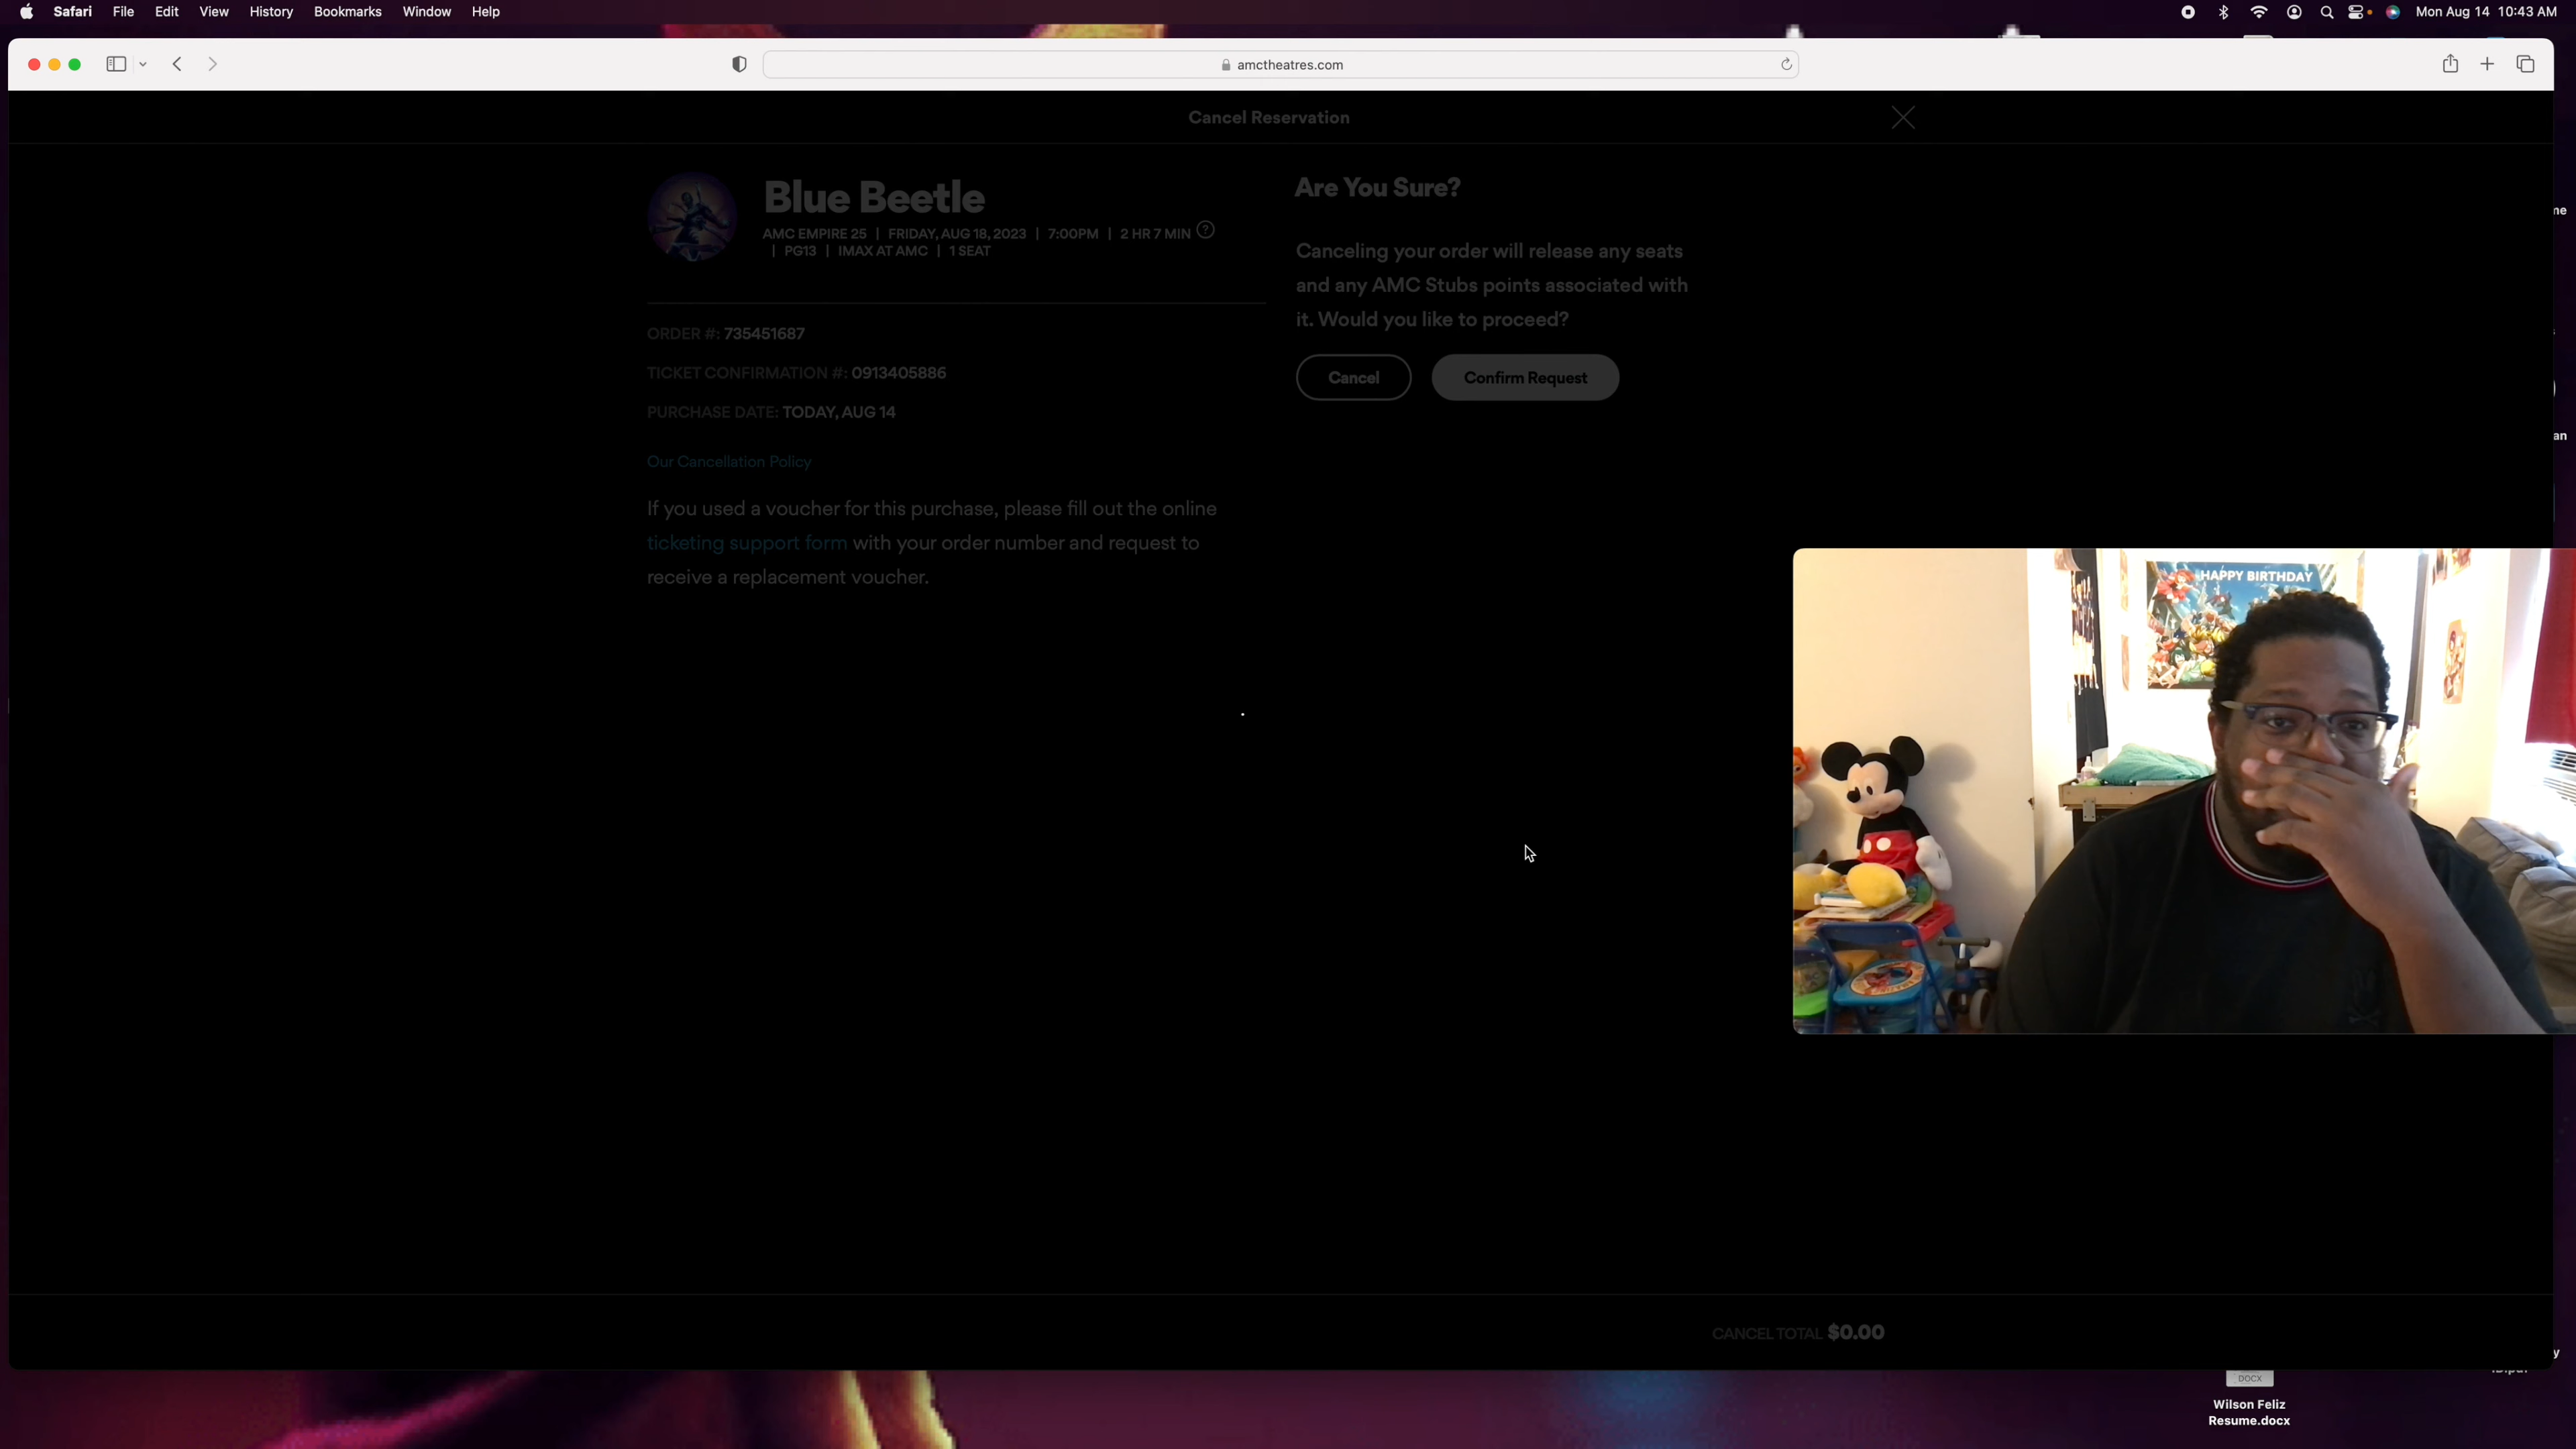 Safari File Edit View History Bookmarks Window Help
Mon Aug 14 10:43 AM
amctheatres.com
Cancel Reservation
Blue Beetle
AMC EMPIRE 25 | FRIDAY, AUG 18, 2023 | 7:00PM | 2 HR 7 MIN ?
| PG13 | IMAX AT AMC | 1 SEAT
ORDER #: 735451687
TICKET CONFIRMATION #: 0913405886
PURCHASE DATE: TODAY, AUG 14
Our Cancellation Policy
If you used a voucher for this purchase, please fill out the online
ticketing support form with your order number and request to
receive a replacement voucher.
Are You Sure?
Canceling your order will release any seats
and any AMC Stubs points associated with
it. Would you like to proceed?
Cancel Confirm Request
HAPPY BIRTHDAY
CANCEL TOTAL $0.00
DOCX
Wilson Feliz
Resume.docx